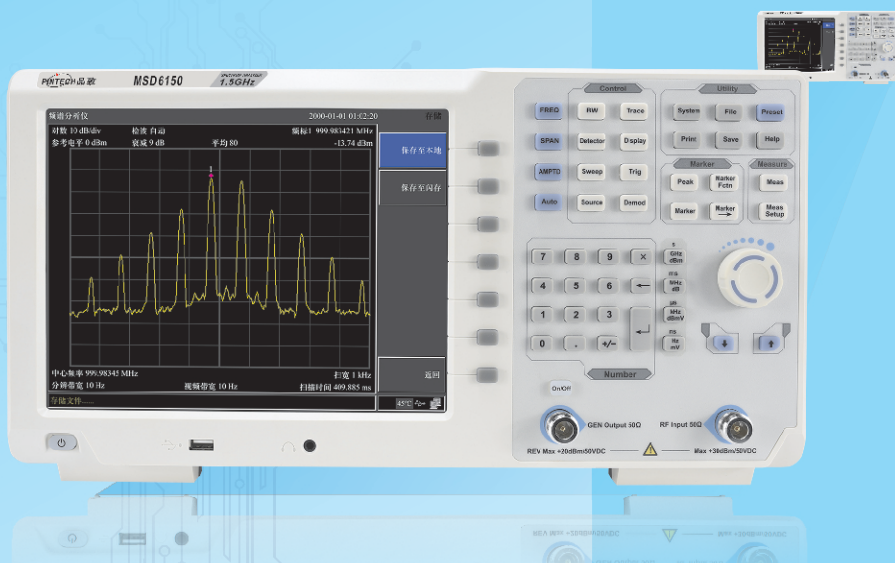 PINTECH品致
MSD6150
1.5GHz
频谱分析仪
2000-01-01 01:02:20
存储
对数 10 dB/div
检波 自动
频标1 999.983421 MHz
参考电平 0 dBm
衰减 9 dB
平均 80
-13.74 dBm
1
保存至本地
保存至闪存
中心频率 999.98345 MHz
扫宽 1 kHz
分辨带宽 10 Hz
视频带宽 10 Hz
扫描时间 409.885 ms
返回
存储文件......
45℃
Control
Utility
FREQ
BW
Trace
System
File
Preset
SPAN
Detector
Display
Print
Save
Help
Marker
Measure
AMPTD
Sweep
Trig
Peak
Marker
Fctn
Meas
Auto
Source
Demod
Marker
Marker
→
Meas
Setup
7
8
9
×
s
GHz
dBm
4
5
6
←
ms
MHz
dB
1
2
3
μs
kHz
dBmV
0
.
+/−
↵
ns
Hz
mV
Number
On/Off
GEN Output 50Ω
RF Input 50Ω
REV Max +20dBm/50VDC
Max +30dBm/50VDC